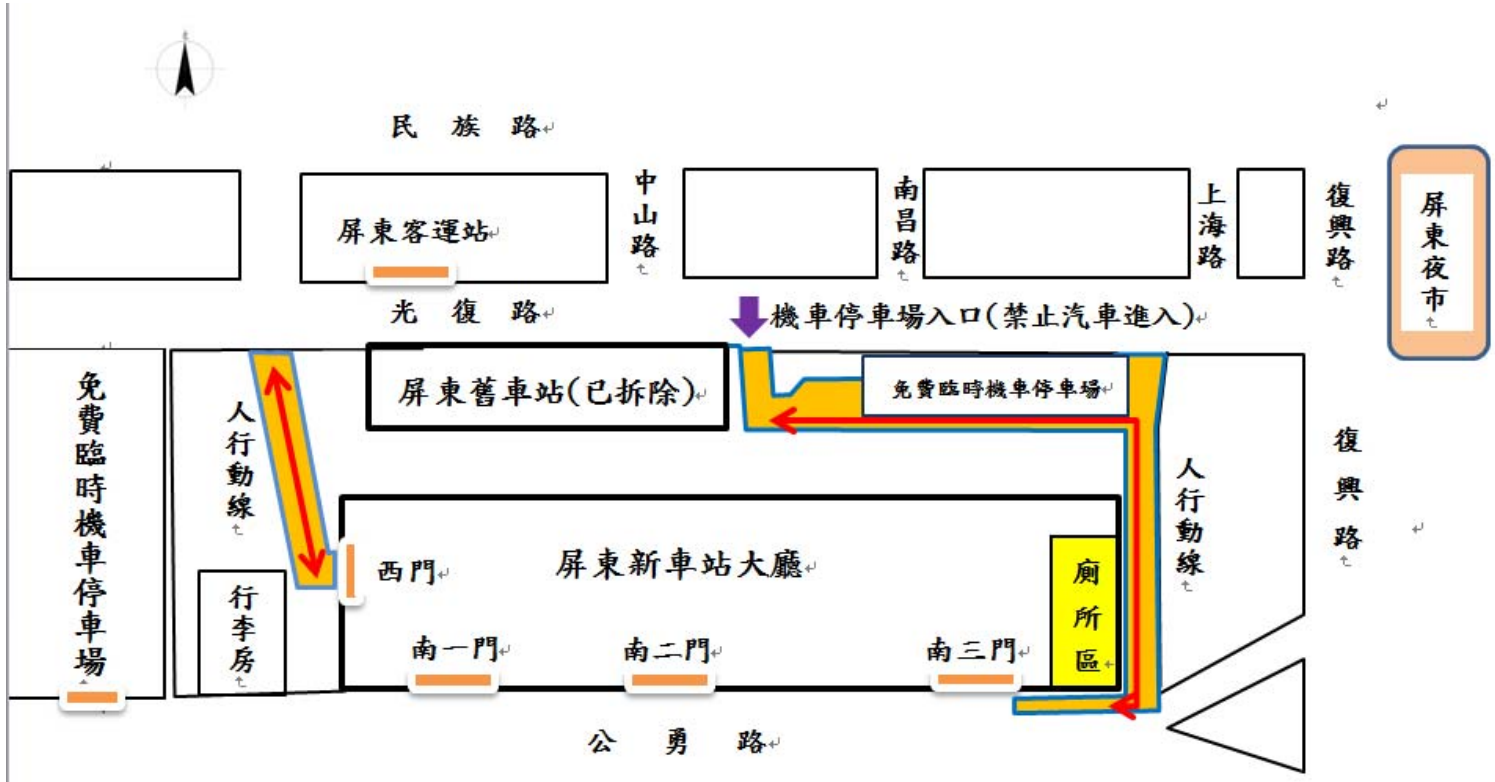 民族路
中山路
南昌路
上海路
復興路
屏東夜市
屏東客運站
光復路
機車停車場入口(禁止汽車進入)
免費臨時機車停車場
人行動線
屏東舊車站(已拆除)
免費臨時機車停車場
人行動線
復興路
行李房
西門
屏東新車站大廳
廁所區
南一門
南二門
南三門
公勇路